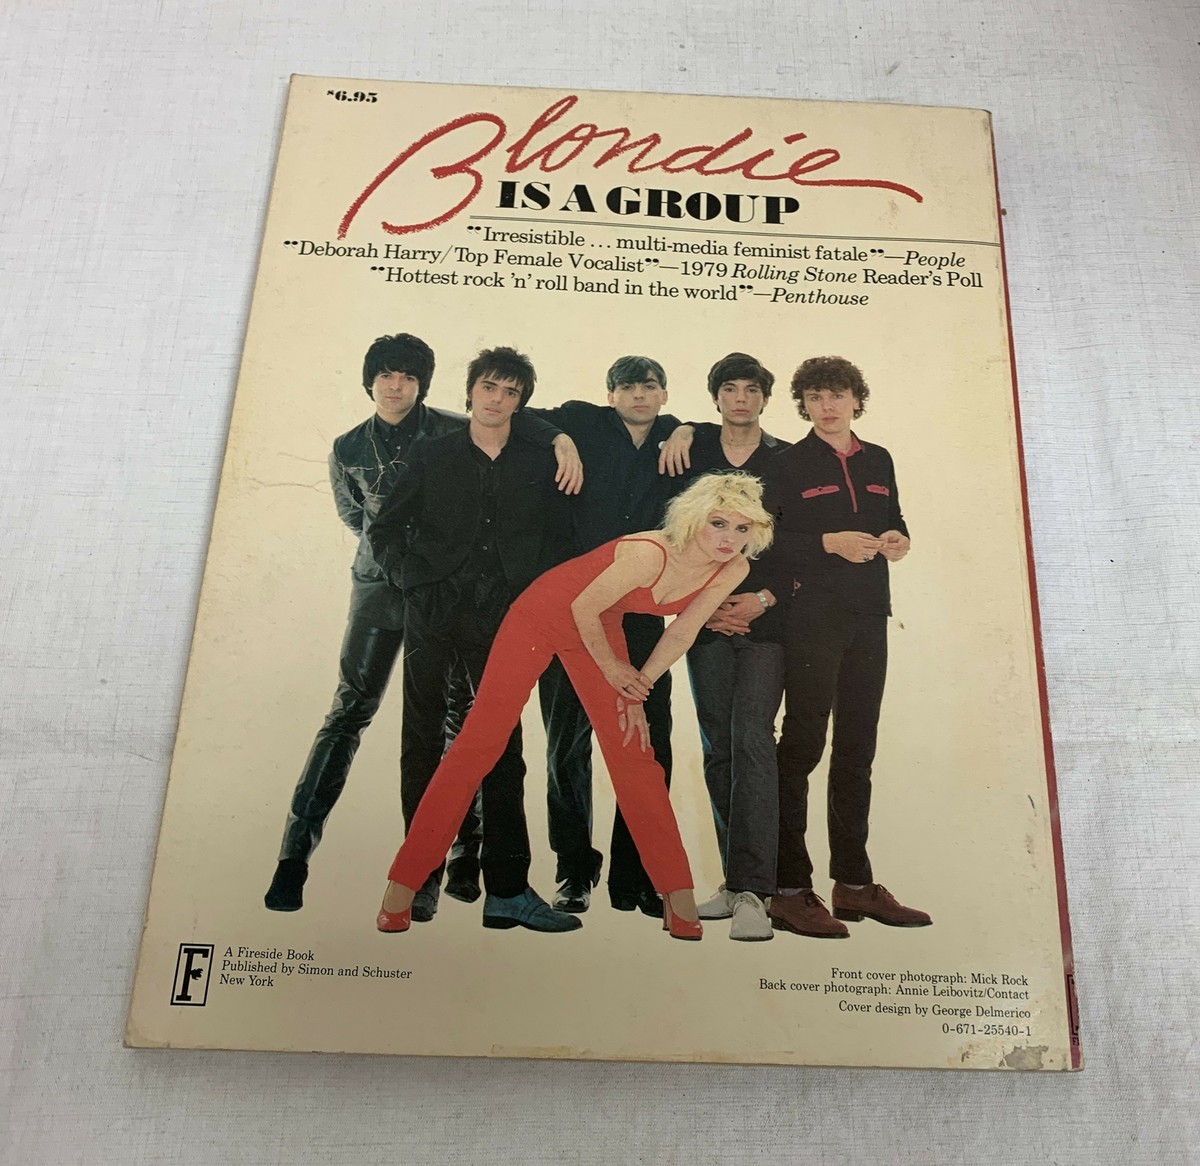 $6.95
Blondie
IS A GROUP
"Irresistible ... multi-media feminist fatale"—People
"Deborah Harry/Top Female Vocalist"—1979 Rolling Stone Reader's Poll
"Hottest rock 'n' roll band in the world"—Penthouse
F
A Fireside Book
Published by Simon and Schuster
New York
Front cover photograph: Mick Rock
Back cover photograph: Annie Leibovitz/Contact
Cover design by George Delmerico
0-671-25540-1